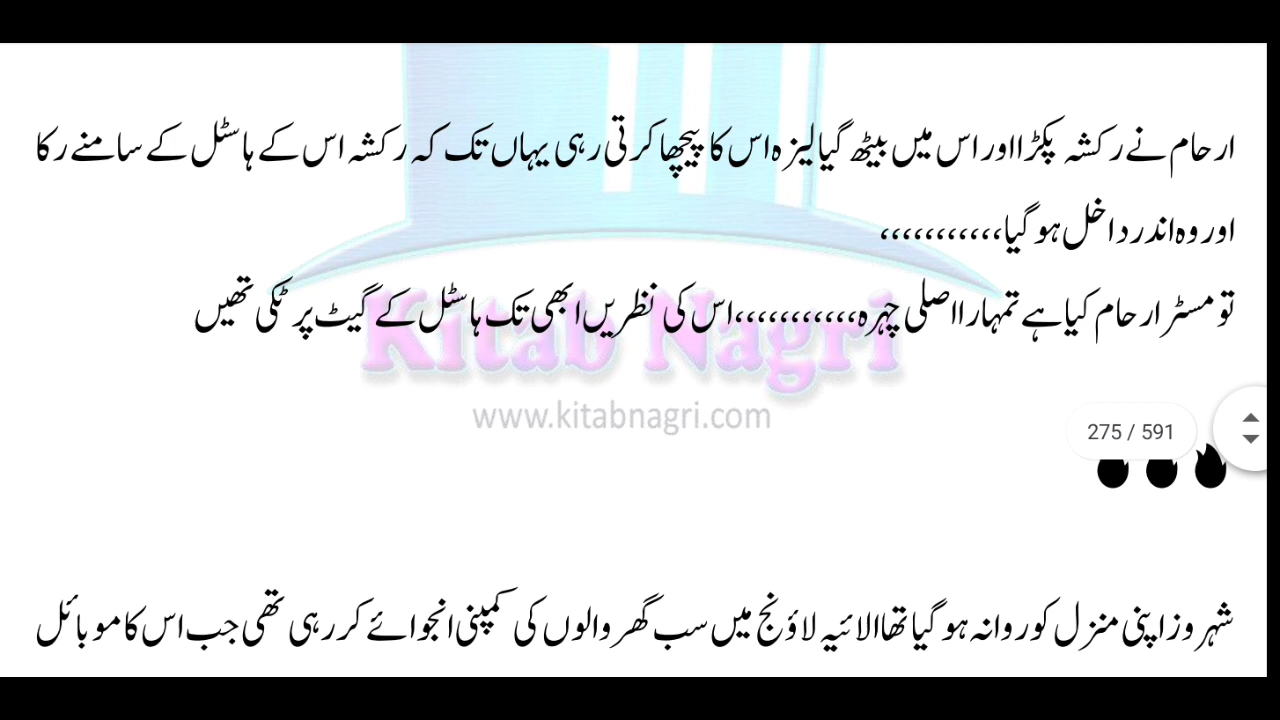 ارحام نے رکشہ پکڑا اور اس میں بیٹھ گیا لیزہ اس کا پیچھا کرتی رہی یہاں تک کہ رکشہ اس کے ہاسٹل کے سامنے رکا
اور وہ اندر داخل ہو گیا،،،،،،،،،،،
تو مسٹر ارحام کیا ہے تمہارا اصلی چہرہ،،،،،،،،،،،اس کی نظریں ابھی تک ہاسٹل کے گیٹ پر ٹکی تھیں
Kitab Nagri
www.kitabnagri.com
275 / 591
شہروز اپنی منزل کو روانہ ہو گیا تھا الائیہ لاؤنج میں سب گھر والوں کی کمپنی انجوائے کر رہی تھی جب اس کا موبائل